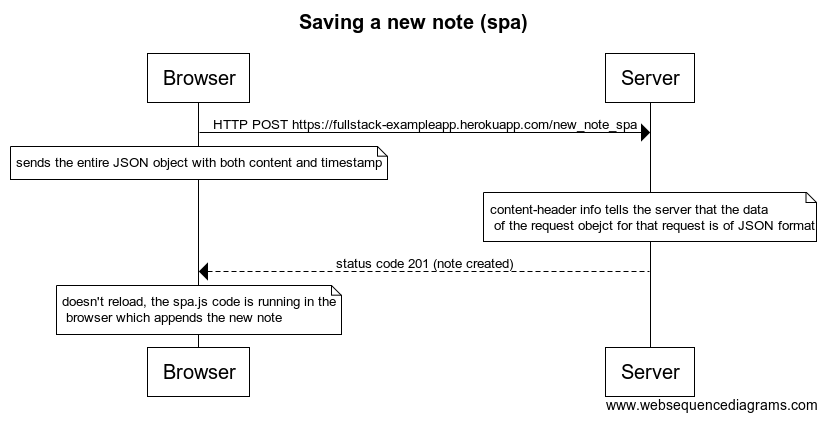 Saving a new note (spa)
Browser
Server
HTTP POST https://fullstack-exampleapp.herokuapp.com/new_note_spa
sends the entire JSON object with both content and timestamp
content-header info tells the server that the data
of the request obejct for that request is of JSON format
status code 201 (note created)
doesn't reload, the spa.js code is running in the
browser which appends the new note
Browser
Server
www.websequencediagrams.com